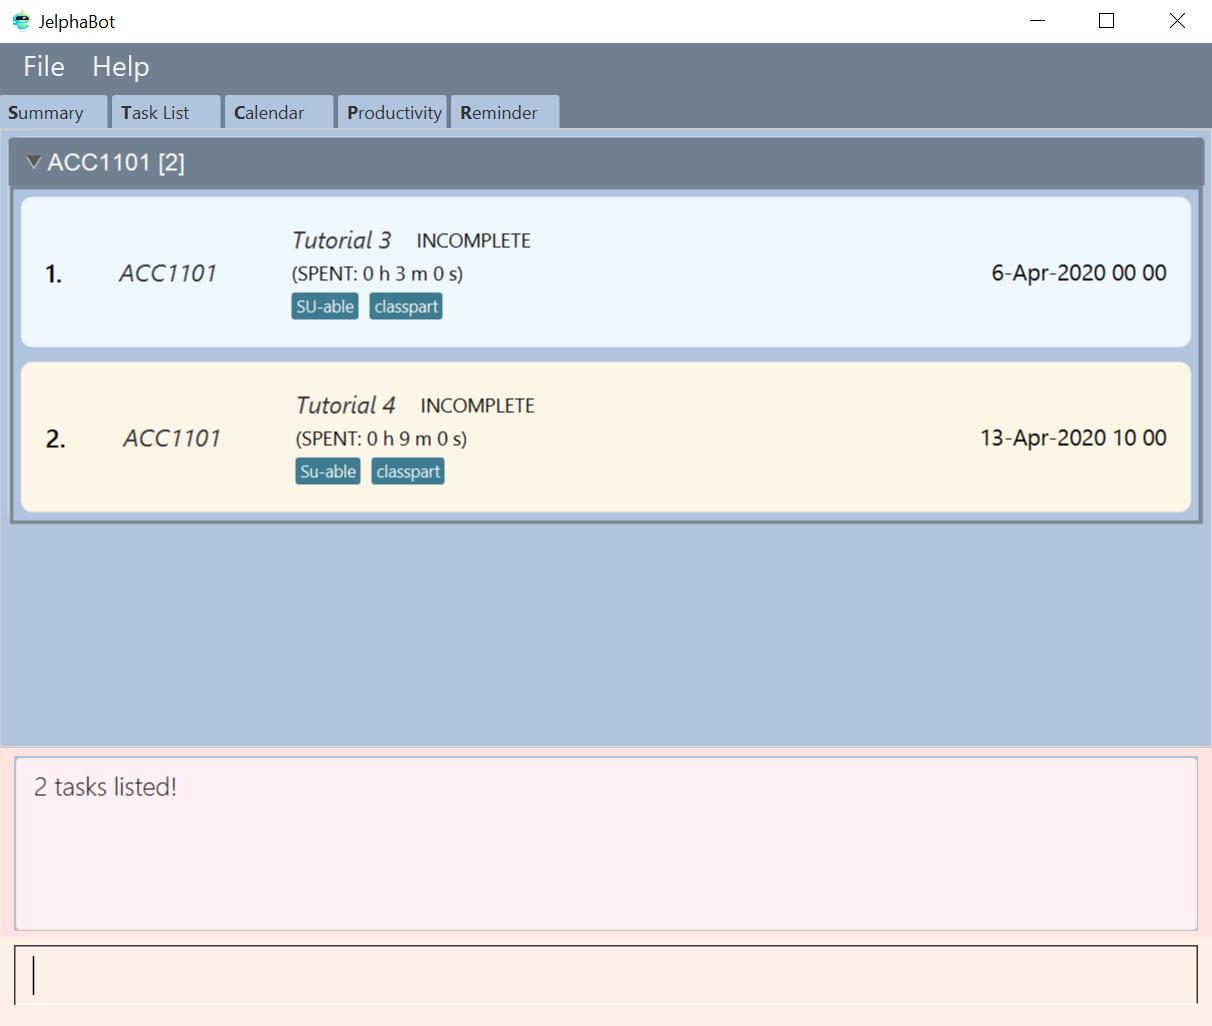 JelphaBot
File Help
Summary Task List Calendar Productivity Reminder
ACC1101 [2]
Tutorial 3 INCOMPLETE
1. ACC1101 (SPENT: 0 h 3 m 0 s) 6-Apr-2020 00 00
SU-able classpart
Tutorial 4 INCOMPLETE
2. ACC1101 (SPENT: 0 h 9 m 0 s) 13-Apr-2020 10 00
Su-able classpart
2 tasks listed!